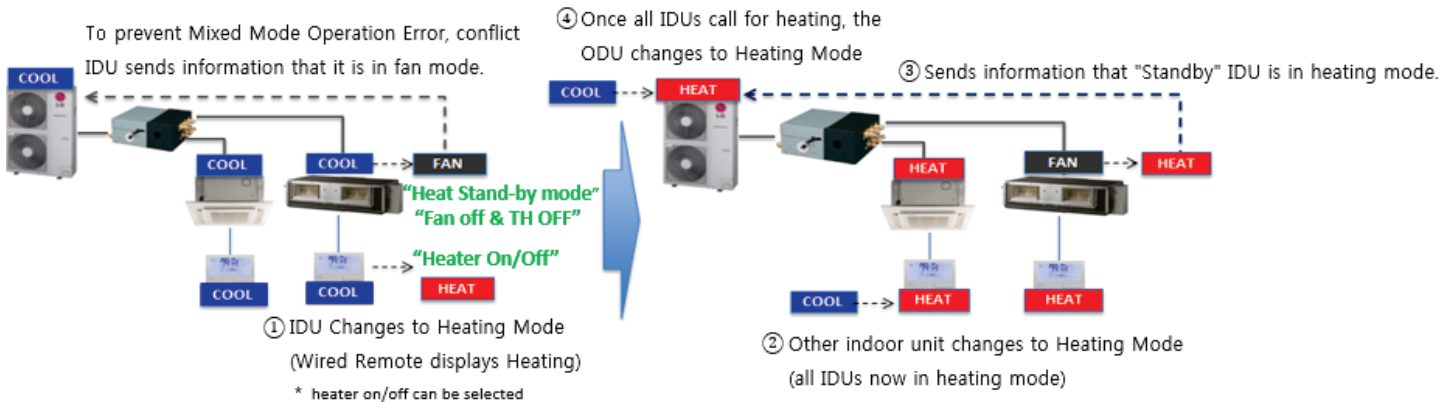 To prevent Mixed Mode Operation Error, conflict
IDU sends information that it is in fan mode.
COOL
LG
COOL
COOL
FAN
"Heat Stand-by mode"
"Fan off & TH OFF"
"Heater On/Off"
COOL
COOL
HEAT
① IDU Changes to Heating Mode
(Wired Remote displays Heating)
* heater on/off can be selected
④ Once all IDUs call for heating, the
ODU changes to Heating Mode
③ Sends information that "Standby" IDU is in heating mode.
COOL
HEAT
LG
HEAT
FAN
HEAT
COOL
HEAT
HEAT
② Other indoor unit changes to Heating Mode
(all IDUs now in heating mode)